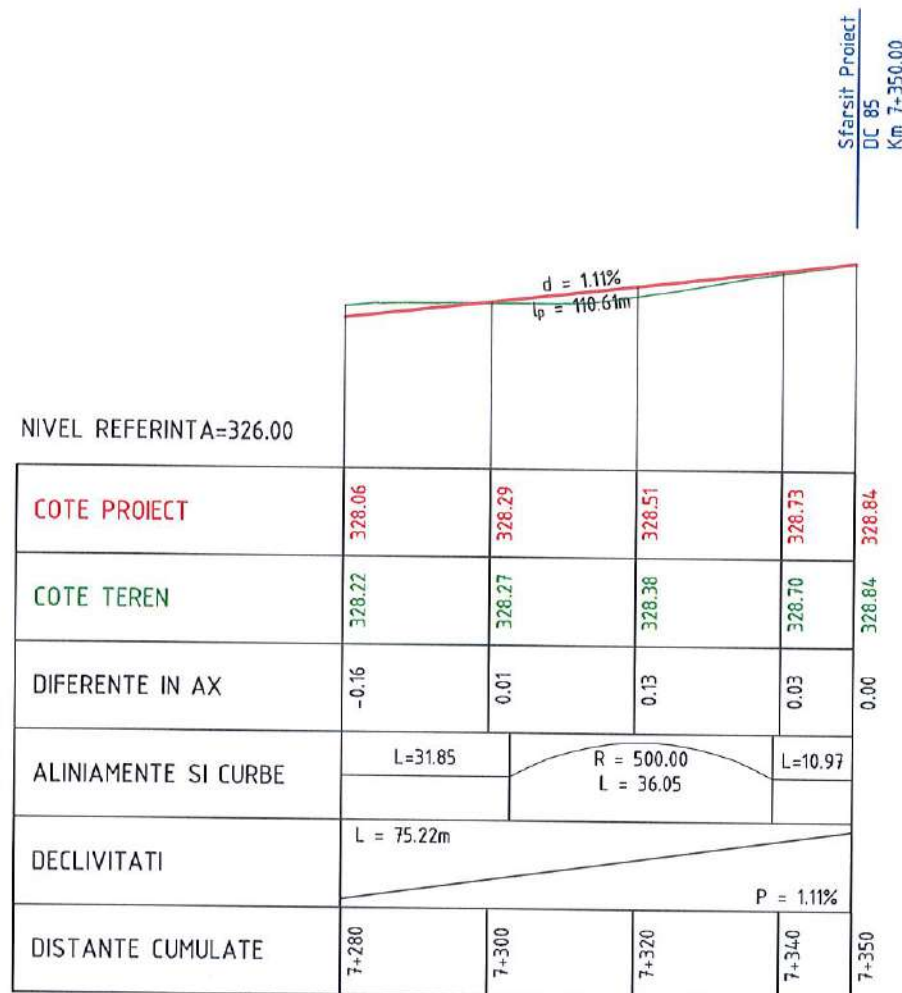 Sfarsit Proiect
DC 85
Km 7+350.00
d = 1.11%
lp = 110.61m
NIVEL REFERINTA=326.00
COTE PROIECT 328.06 328.29 328.51 328.73 328.84
COTE TEREN 328.22 328.27 328.38 328.70 328.84
DIFERENTE IN AX -0.16 0.01 0.13 0.03 0.00
ALINIAMENTE SI CURBE L=31.85 R = 500.00 L=10.97
L = 36.05
DECLIVITATI L = 75.22m
P = 1.11%
DISTANTE CUMULATE 7+280 7+300 7+320 7+340 7+350